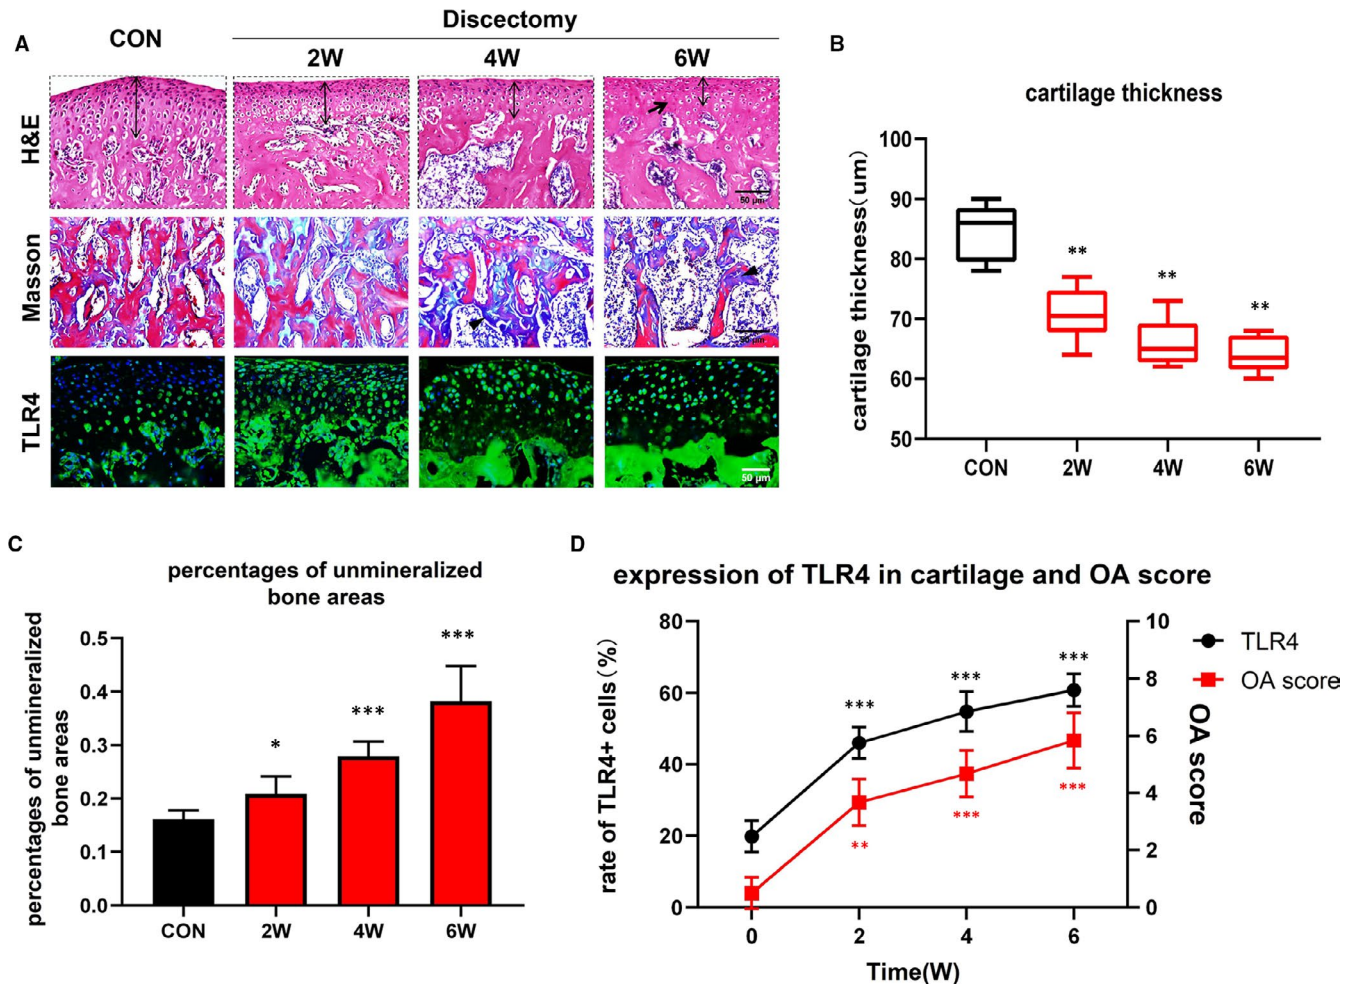 A
CON
Discectomy
2W
4W
6W
H&E
50 μm
Masson
50 μm
TLR4
50 μm
B
cartilage thickness
cartilage thickness(um)
100
90
80
70
60
50
**
**
**
CON
2W
4W
6W
C
percentages of unmineralized
bone areas
percentages of unmineralized
bone areas
0.5
0.4
0.3
0.2
0.1
0.0
*
***
***
CON
2W
4W
6W
D
expression of TLR4 in cartilage and OA score
rate of TLR4+ cells(%)
80
60
40
20
0
***
***
***
**
***
***
10
8
6
4
2
0
OA score
TLR4
OA score
0
2
4
6
Time(W)